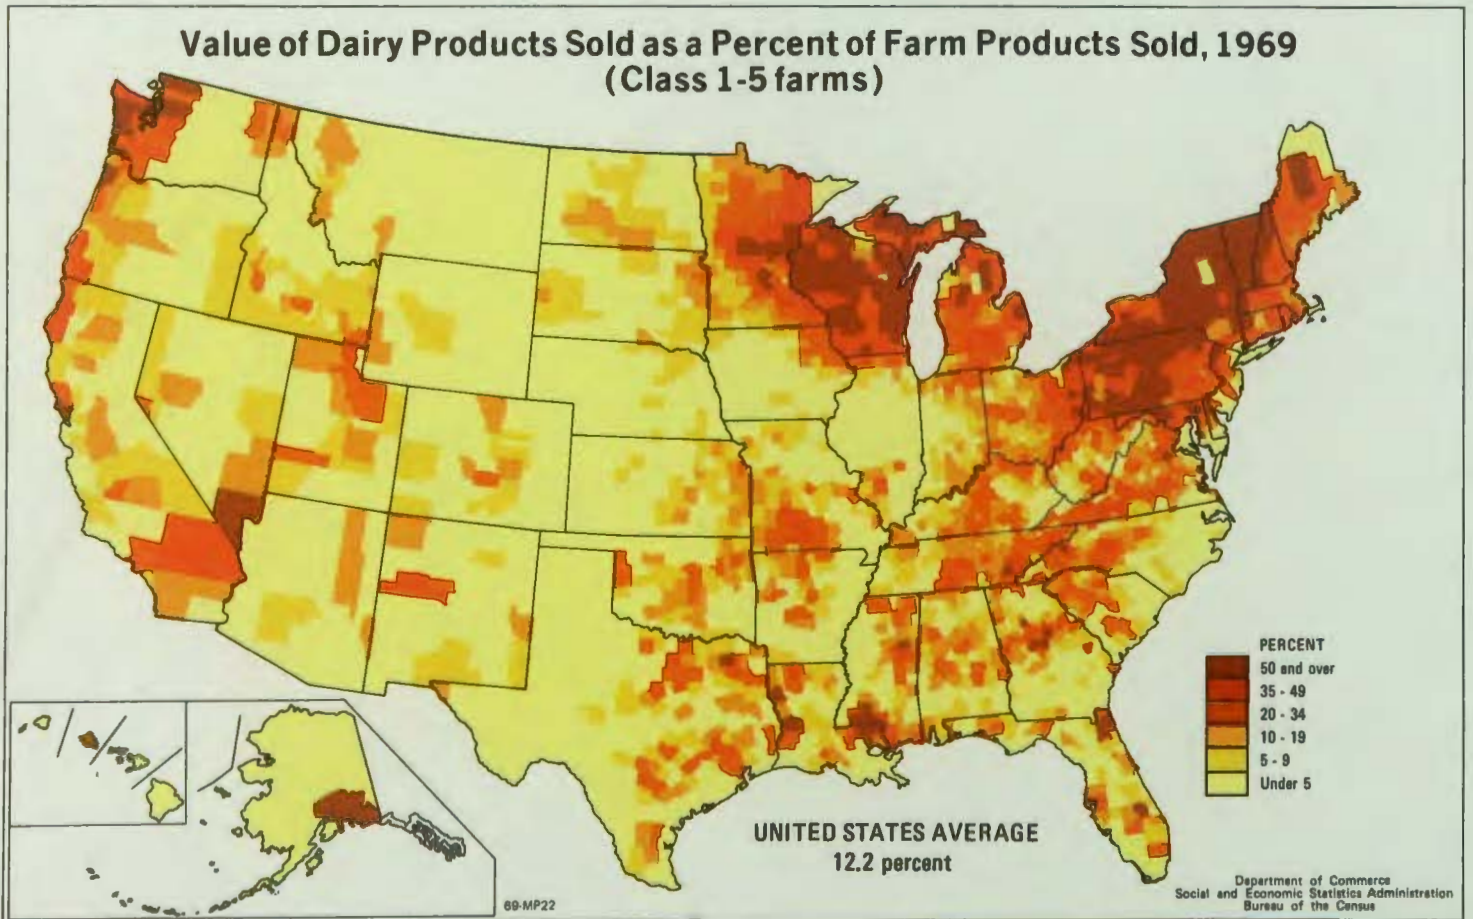 Value of Dairy Products Sold as a Percent of Farm Products Sold, 1969
(Class 1-5 farms)
PERCENT
50 and over
35 - 49
20 - 34
10 - 19
5 - 9
Under 5
UNITED STATES AVERAGE
12.2 percent
Department of Commerce
Social and Economic Statistics Administration
Bureau of the Census
69-MP22